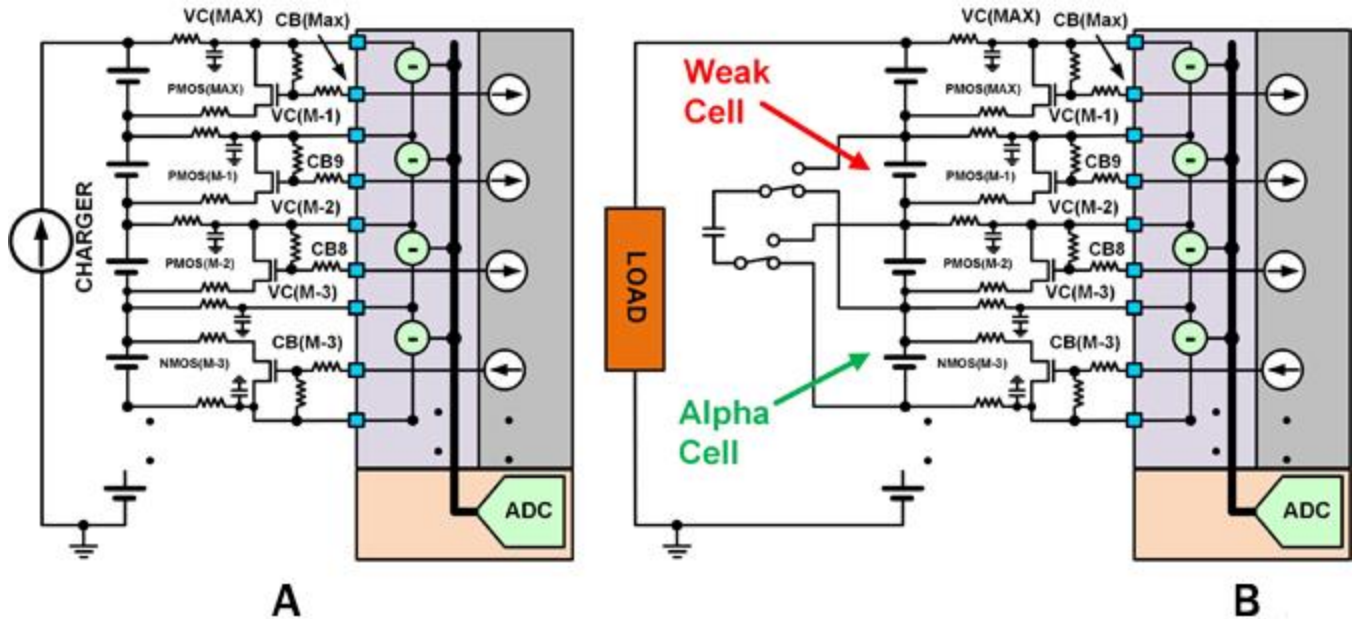 VC(MAX)
CB(Max)
PMOS(MAX)
VC(M-1)
CB9
PMOS(M-1)
VC(M-2)
CB8
PMOS(M-2)
VC(M-3)
CB(M-3)
NMOS(M-3)
CHARGER
-
-
-
-
ADC
A
VC(MAX)
CB(Max)
Weak
Cell
PMOS(MAX)
VC(M-1)
CB9
PMOS(M-1)
VC(M-2)
CB8
PMOS(M-2)
VC(M-3)
CB(M-3)
NMOS(M-3)
LOAD
Alpha
Cell
-
-
-
-
ADC
B